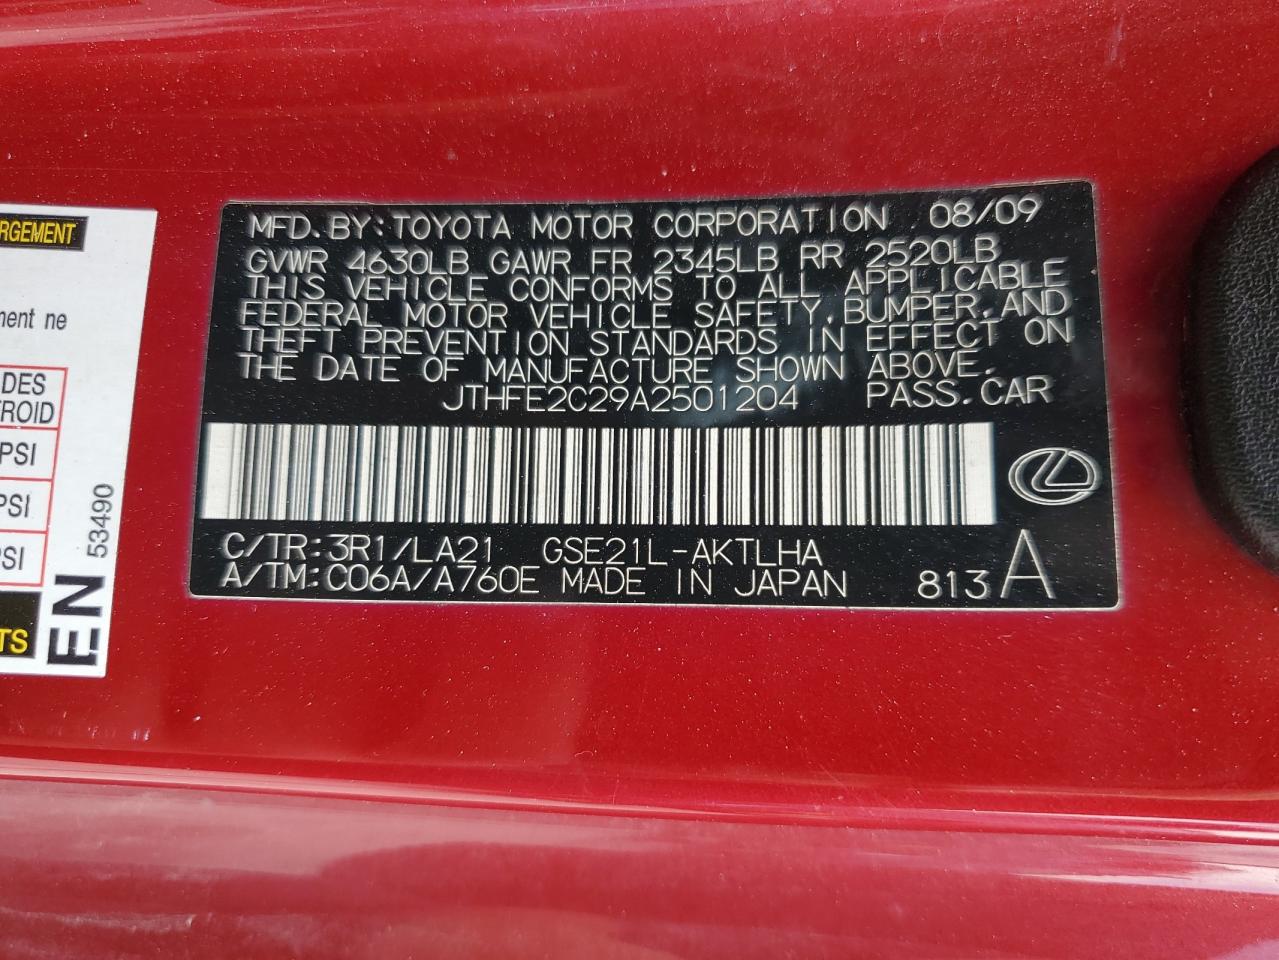 MFD. BY: TOYOTA MOTOR CORPORATION 08/09
GVWR 4630LB GAWR FR 2345LB RR 2520LB
THIS VEHICLE CONFORMS TO ALL APPLICABLE
FEDERAL MOTOR VEHICLE SAFETY, BUMPER, AND
THEFT PREVENTION STANDARDS IN EFFECT ON
THE DATE OF MANUFACTURE SHOWN ABOVE.
JTHFE2C29A2501204 PASS. CAR
C/TR: 3R1/LA21 GSE21L-AKTLHA
A/TM: C06A/A760E MADE IN JAPAN 813 A
RGEMENT
ment ne
DES
ROID
PSI
PSI
PSI
TS
53490
EN